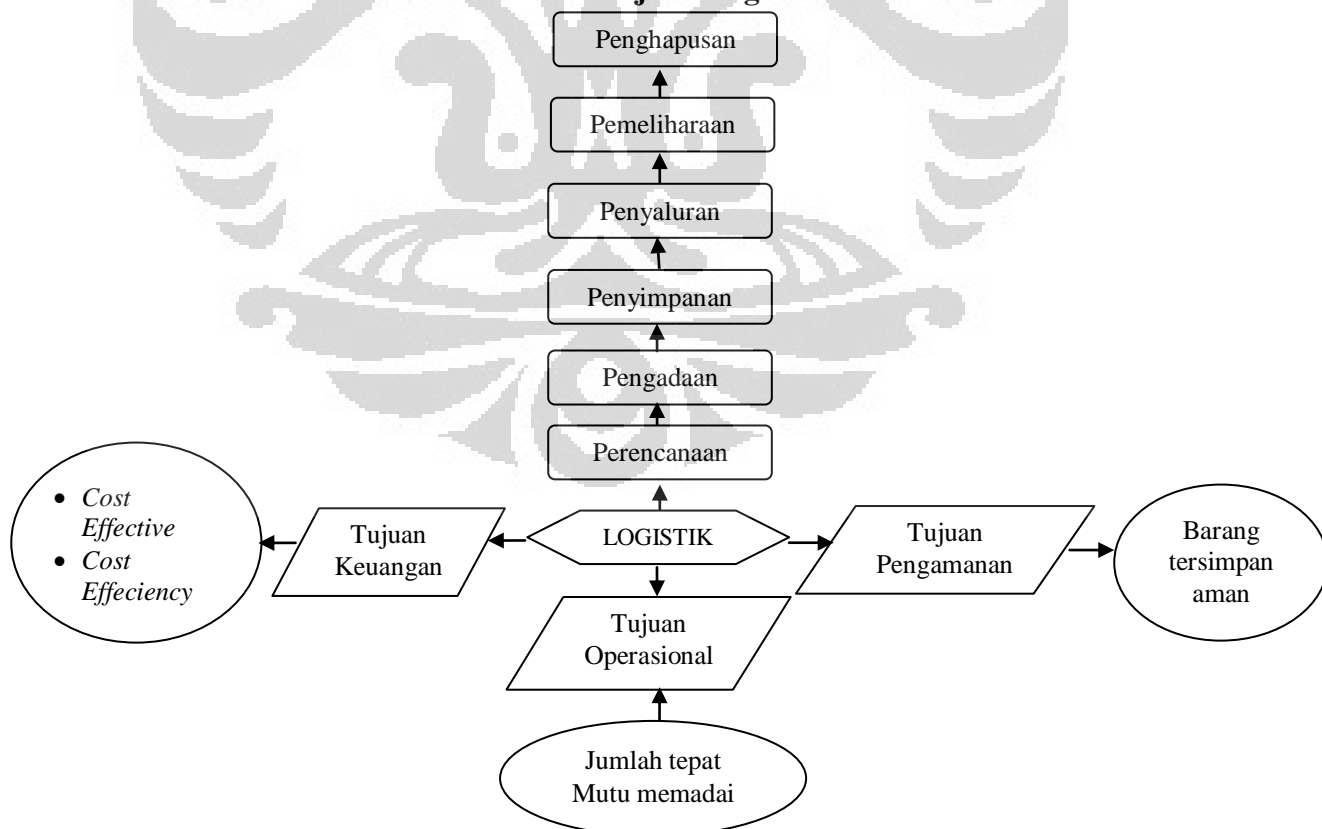 Penghapusan
Pemeliharaan
Penyaluran
Penyimpanan
Pengadaan
Perencanaan
• Cost
Effective
• Cost
Effeciency
Tujuan
Keuangan
LOGISTIK
Tujuan
Pengamanan
Barang
tersimpan
aman
Tujuan
Operasional
Jumlah tepat
Mutu memadai